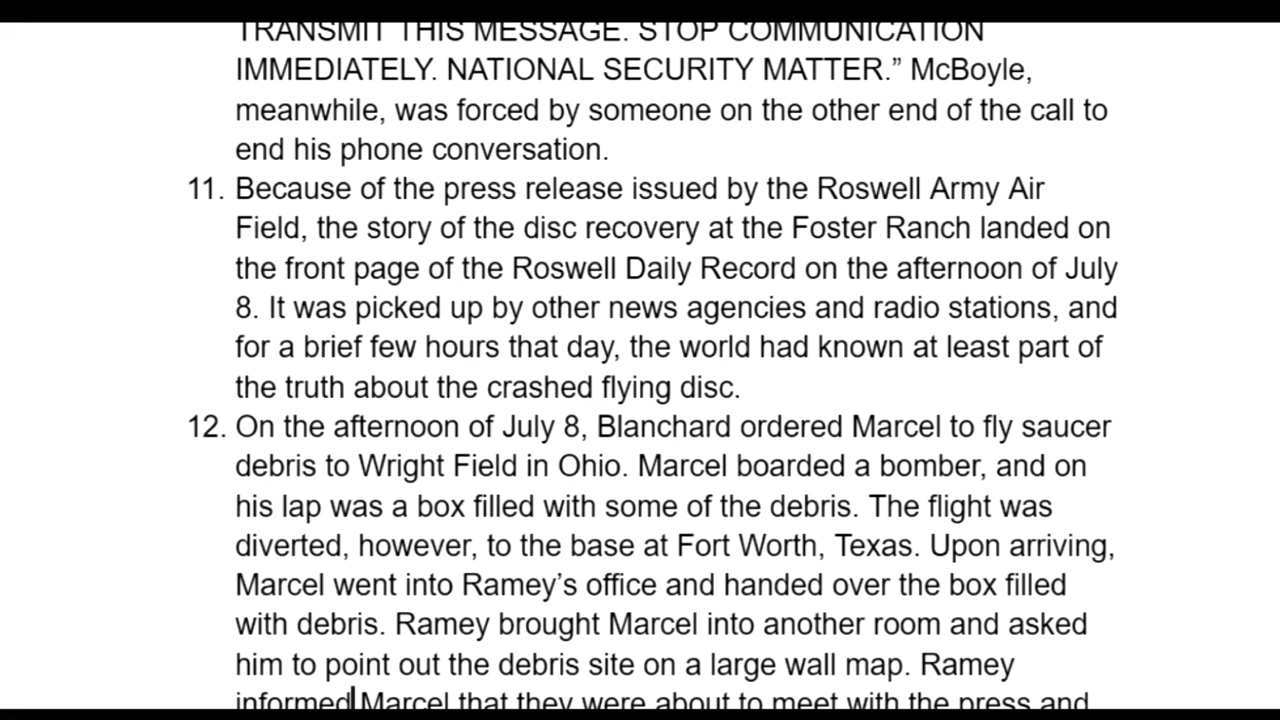 TRANSMIT THIS MESSAGE. STOP COMMUNICATION
IMMEDIATELY. NATIONAL SECURITY MATTER.” McBoyle,
meanwhile, was forced by someone on the other end of the call to
end his phone conversation.
11. Because of the press release issued by the Roswell Army Air
Field, the story of the disc recovery at the Foster Ranch landed on
the front page of the Roswell Daily Record on the afternoon of July
8. It was picked up by other news agencies and radio stations, and
for a brief few hours that day, the world had known at least part of
the truth about the crashed flying disc.
12. On the afternoon of July 8, Blanchard ordered Marcel to fly saucer
debris to Wright Field in Ohio. Marcel boarded a bomber, and on
his lap was a box filled with some of the debris. The flight was
diverted, however, to the base at Fort Worth, Texas. Upon arriving,
Marcel went into Ramey’s office and handed over the box filled
with debris. Ramey brought Marcel into another room and asked
him to point out the debris site on a large wall map. Ramey
informed Marcel that they were about to meet with the press and